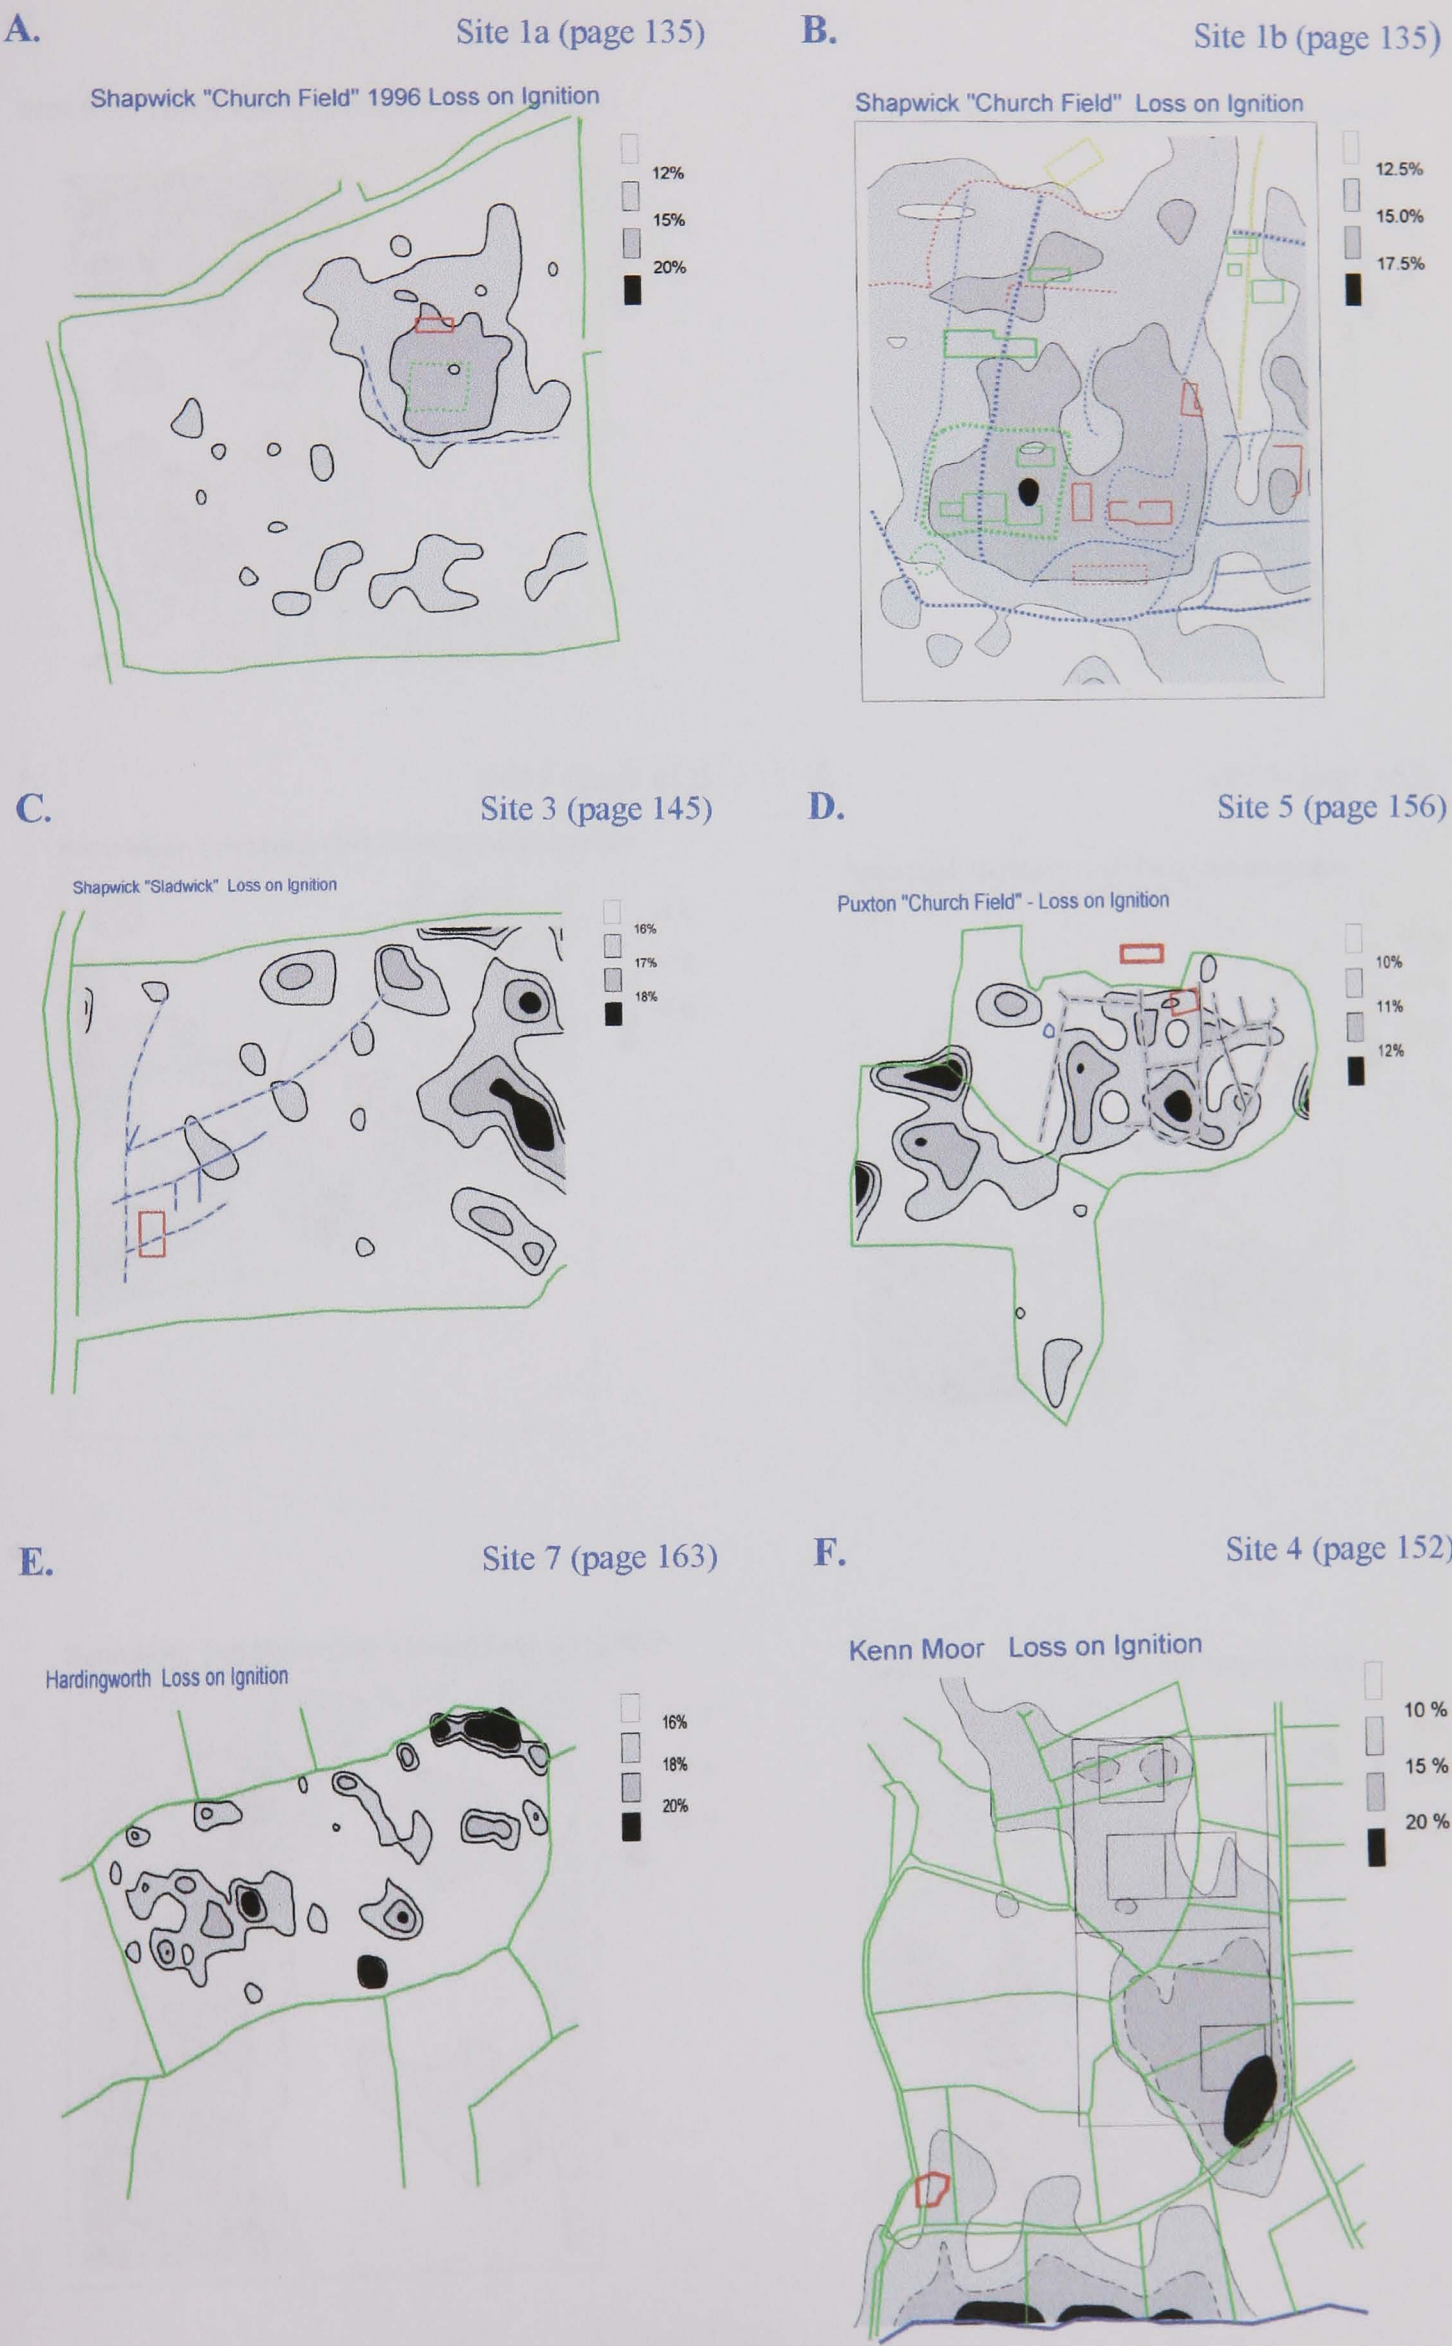 A.
Site 1a (page 135)
Shapwick "Church Field" 1996 Loss on Ignition
12%
15%
20%
B.
Site 1b (page 135)
Shapwick "Church Field" Loss on Ignition
12.5%
15.0%
17.5%
C.
Site 3 (page 145)
Shapwick "Sladwick" Loss on Ignition
16%
17%
18%
D.
Site 5 (page 156)
Puxton "Church Field" - Loss on Ignition
10%
11%
12%
E.
Site 7 (page 163)
Hardingworth Loss on Ignition
16%
18%
20%
F.
Site 4 (page 152)
Kenn Moor Loss on Ignition
10 %
15 %
20 %